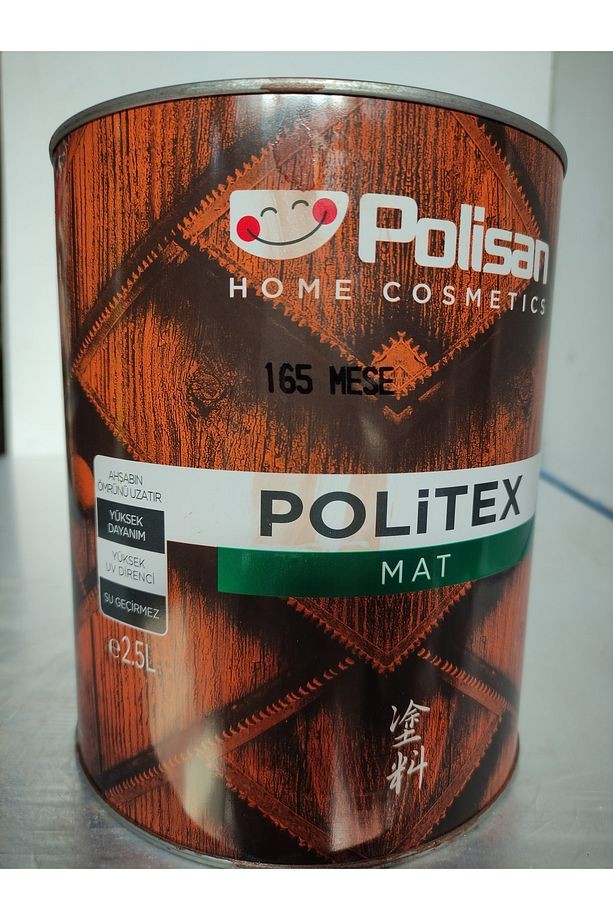 Polisan
HOME COSMETICS
165 MESE
AHŞABIN
ÖMRÜNÜ UZATIR
YÜKSEK
DAYANIM
YÜKSEK
UV DİRENCİ
SU GEÇİRMEZ
POLiTEX
MAT
e2.5L
塗料